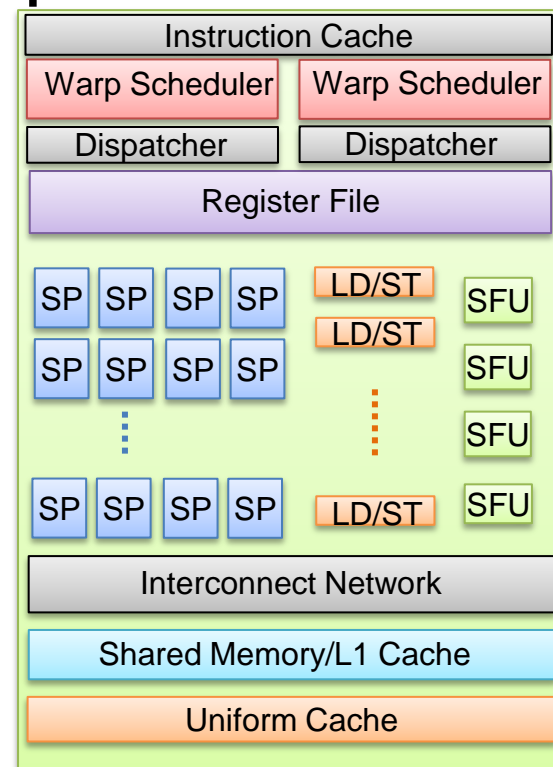 Instruction Cache
Warp Scheduler Warp Scheduler
Dispatcher Dispatcher
Register File
SP SP SP SP LD/ST SFU
LD/ST
SP SP SP SP SFU
SFU
SP SP SP SP LD/ST SFU
Interconnect Network
Shared Memory/L1 Cache
Uniform Cache